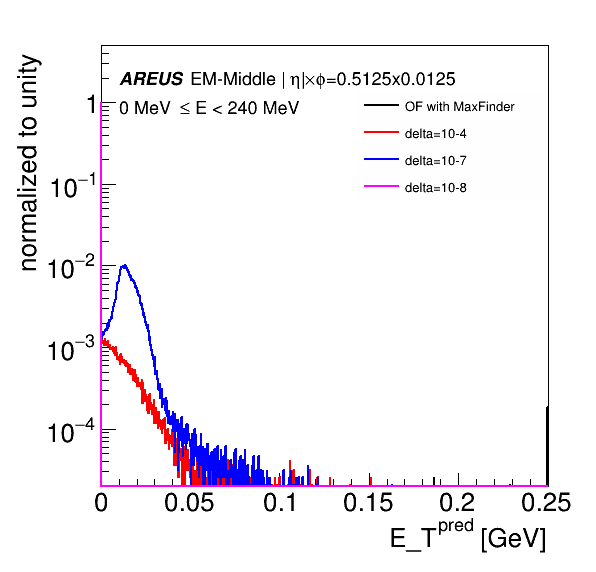 normalized to unity
AREUS EM-Middle | η|×ϕ=0.5125x0.0125
0 MeV ≤ E < 240 MeV
OF with MaxFinder
delta=10-4
delta=10-7
delta=10-8
1
10⁻¹
10⁻²
10⁻³
10⁻⁴
0 0.05 0.1 0.15 0.2 0.25
E_T^pred [GeV]